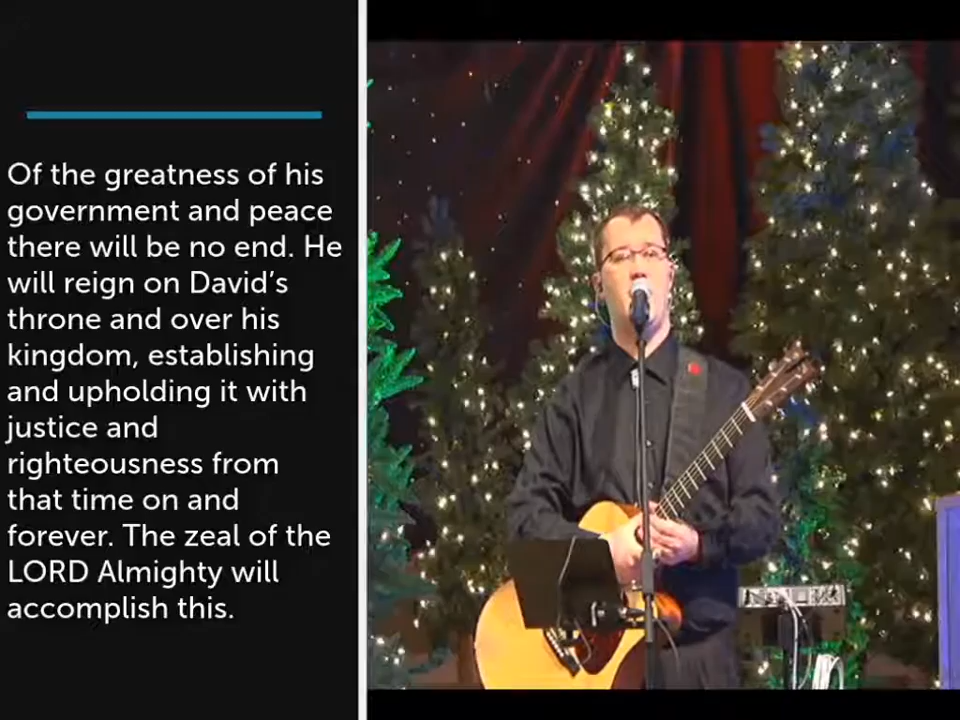 Of the greatness of his
government and peace
there will be no end. He
will reign on David's
throne and over his
kingdom, establishing
and upholding it with
justice and
righteousness from
that time on and
forever. The zeal of the
LORD Almighty will
accomplish this.